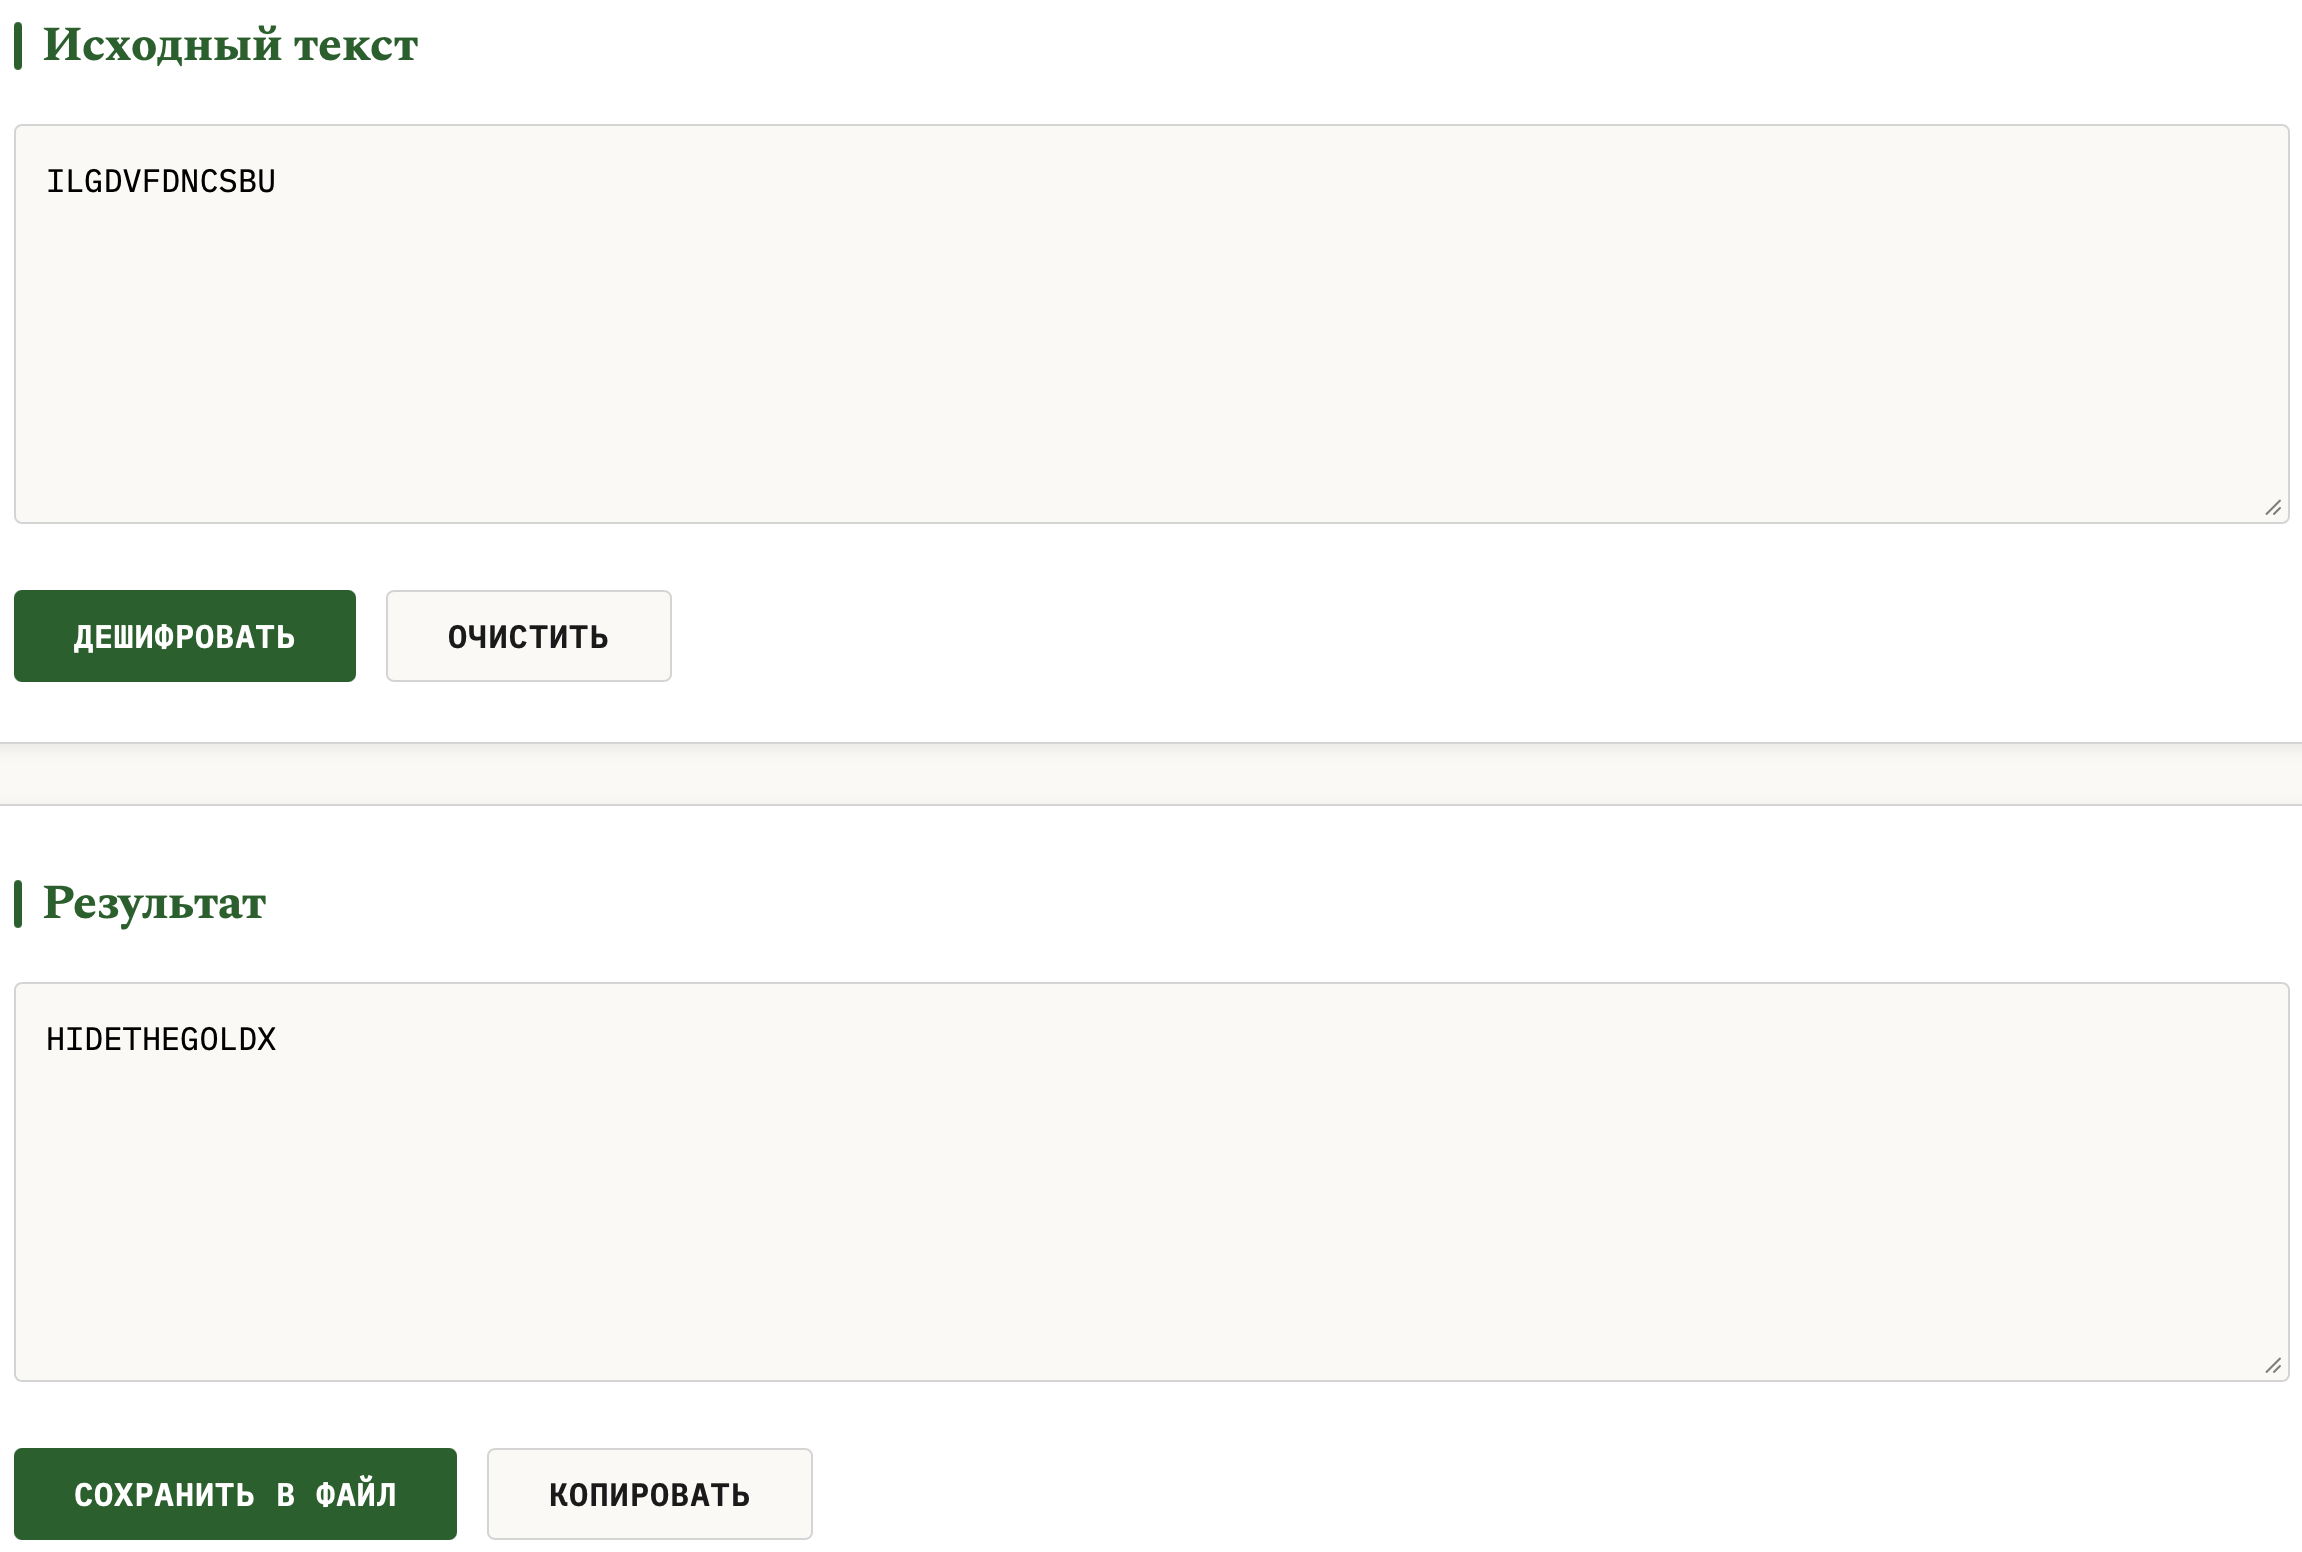 Исходный текст
ILGDVFDNCSBU
ДЕШИФРОВАТЬ
ОЧИСТИТЬ
Результат
HIDETHEGOLDX
СОХРАНИТЬ В ФАЙЛ
КОПИРОВАТЬ